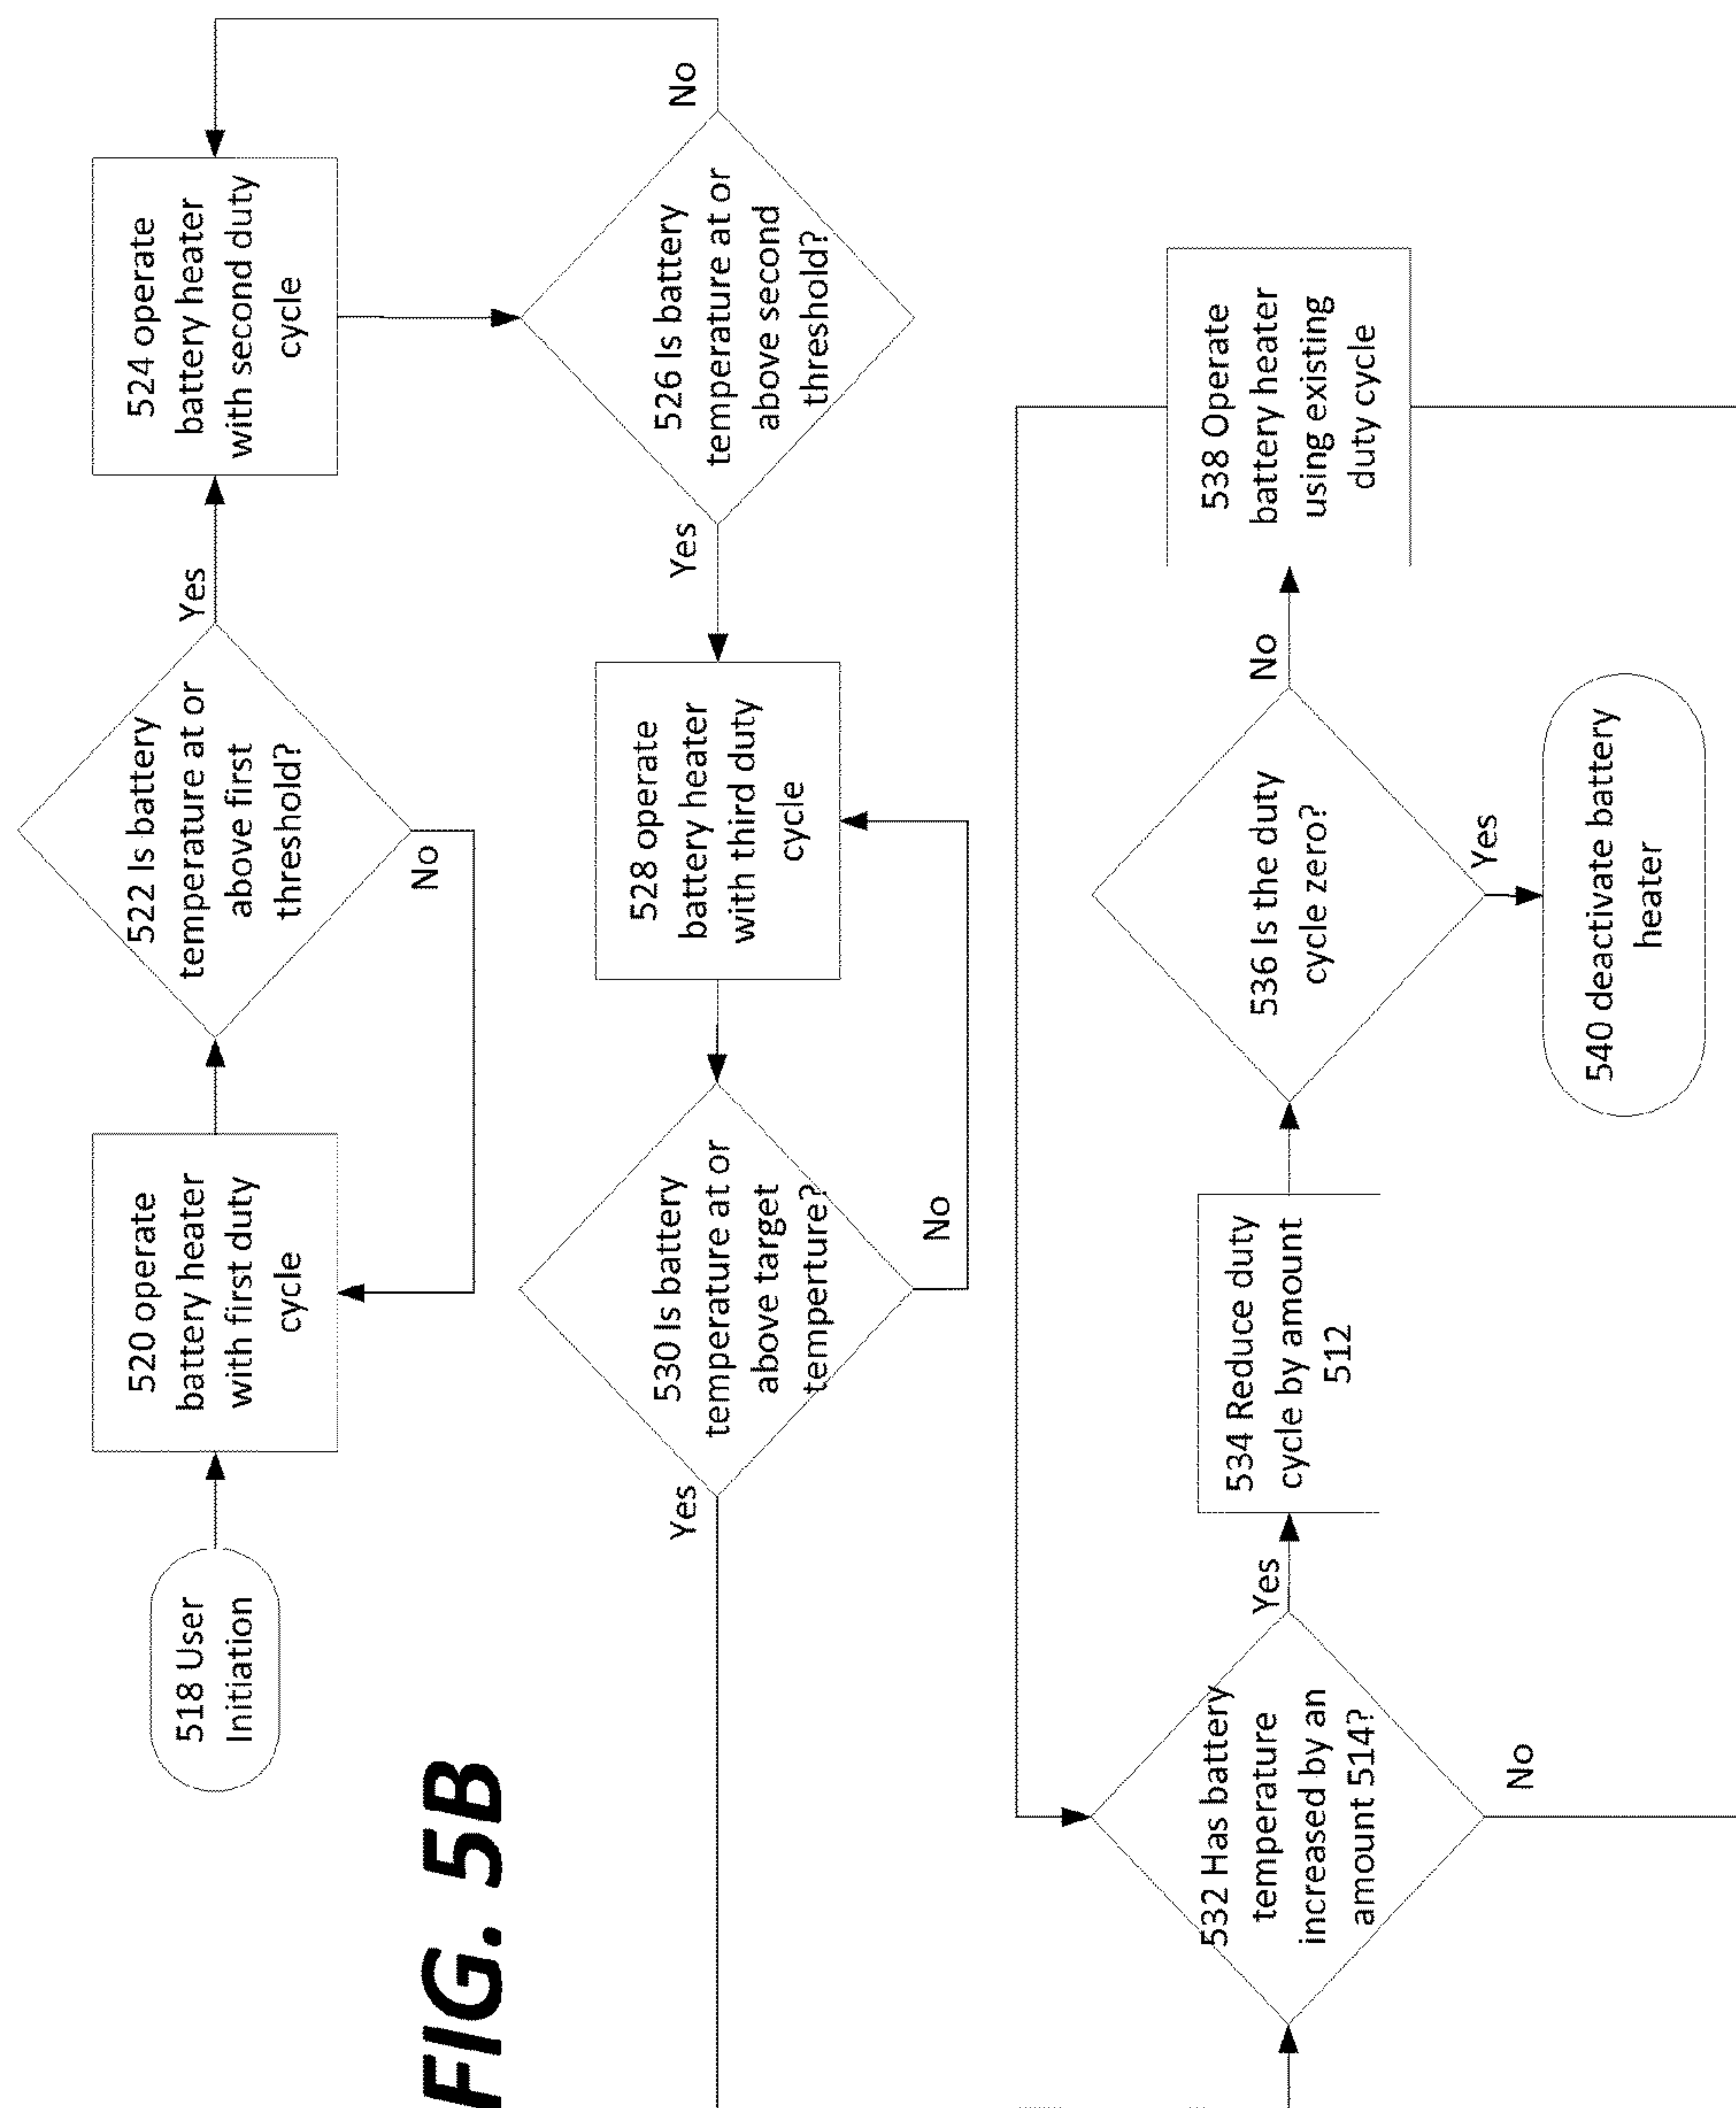 518 User
Initiation
520 operate
battery heater
with first duty
cycle
522 Is battery
temperature at or
above first
threshold?
Yes
No
524 operate
battery heater
with second duty
cycle
FIG. 5B
530 Is battery
temperature at or
above target
temperture?
Yes
No
528 operate
battery heater
with third duty
cycle
526 Is battery
temperature at or
above second
threshold?
Yes
No
532 Has battery
temperature
increased by an
amount 514?
Yes
No
534 Reduce duty
cycle by amount
512
536 Is the duty
cycle zero?
No
Yes
538 Operate
battery heater
using existing
duty cycle
540 deactivate battery
heater